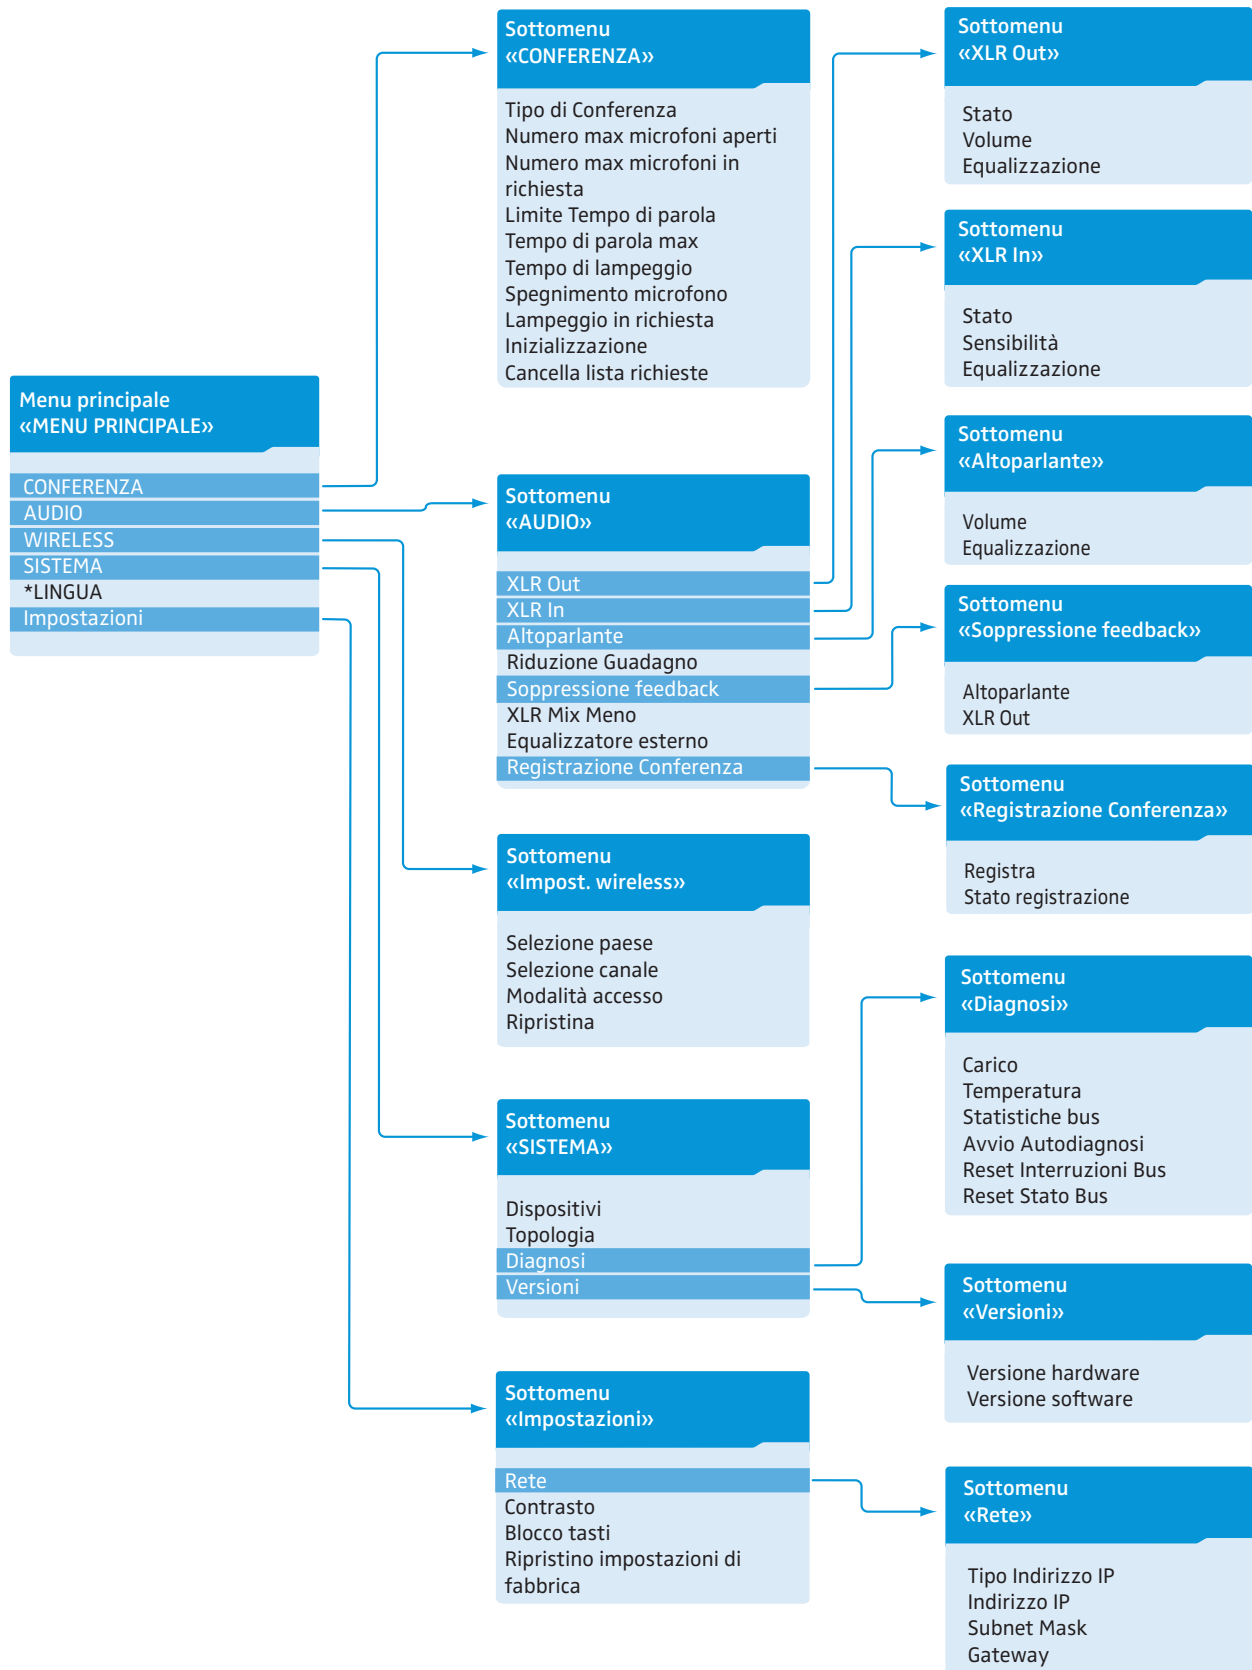 Menu principale
«MENU PRINCIPALE»
CONFERENZA
AUDIO
WIRELESS
SISTEMA
*LINGUA
Impostazioni
Sottomenu
«CONFERENZA»
Tipo di Conferenza
Numero max microfoni aperti
Numero max microfoni in
richiesta
Limite Tempo di parola
Tempo di parola max
Tempo di lampeggio
Spegnimento microfono
Lampeggio in richiesta
Inizializzazione
Cancella lista richieste
Sottomenu
«AUDIO»
XLR Out
XLR In
Altoparlante
Riduzione Guadagno
Soppressione feedback
XLR Mix Meno
Equalizzatore esterno
Registrazione Conferenza
Sottomenu
«Impost. wireless»
Selezione paese
Selezione canale
Modalità accesso
Ripristina
Sottomenu
«SISTEMA»
Dispositivi
Topologia
Diagnosi
Versioni
Sottomenu
«Impostazioni»
Rete
Contrasto
Blocco tasti
Ripristino impostazioni di
fabbrica
Sottomenu
«XLR Out»
Stato
Volume
Equalizzazione
Sottomenu
«XLR In»
Stato
Sensibilità
Equalizzazione
Sottomenu
«Altoparlante»
Volume
Equalizzazione
Sottomenu
«Soppressione feedback»
Altoparlante
XLR Out
Sottomenu
«Registrazione Conferenza»
Registra
Stato registrazione
Sottomenu
«Diagnosi»
Carico
Temperatura
Statistiche bus
Avvio Autodiagnosi
Reset Interruzioni Bus
Reset Stato Bus
Sottomenu
«Versioni»
Versione hardware
Versione software
Sottomenu
«Rete»
Tipo Indirizzo IP
Indirizzo IP
Subnet Mask
Gateway